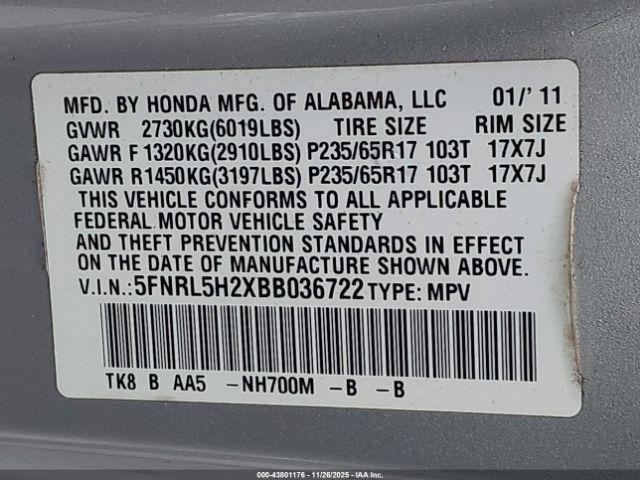 MFD. BY HONDA MFG. OF ALABAMA, LLC 01/' 11
GVWR 2730KG(6019LBS) TIRE SIZE RIM SIZE
GAWR F 1320KG(2910LBS) P235/65R17 103T 17X7J
GAWR R1450KG(3197LBS) P235/65R17 103T 17X7J
THIS VEHICLE CONFORMS TO ALL APPLICABLE
FEDERAL MOTOR VEHICLE SAFETY
AND THEFT PREVENTION STANDARDS IN EFFECT
ON THE DATE OF MANUFACTURE SHOWN ABOVE.
V.I.N.:5FNRL5H2XBB036722 TYPE: MPV
TK8 B AA5 -NH700M -B -B
000-43801176 - 11/26/2025 - IAAI.COM